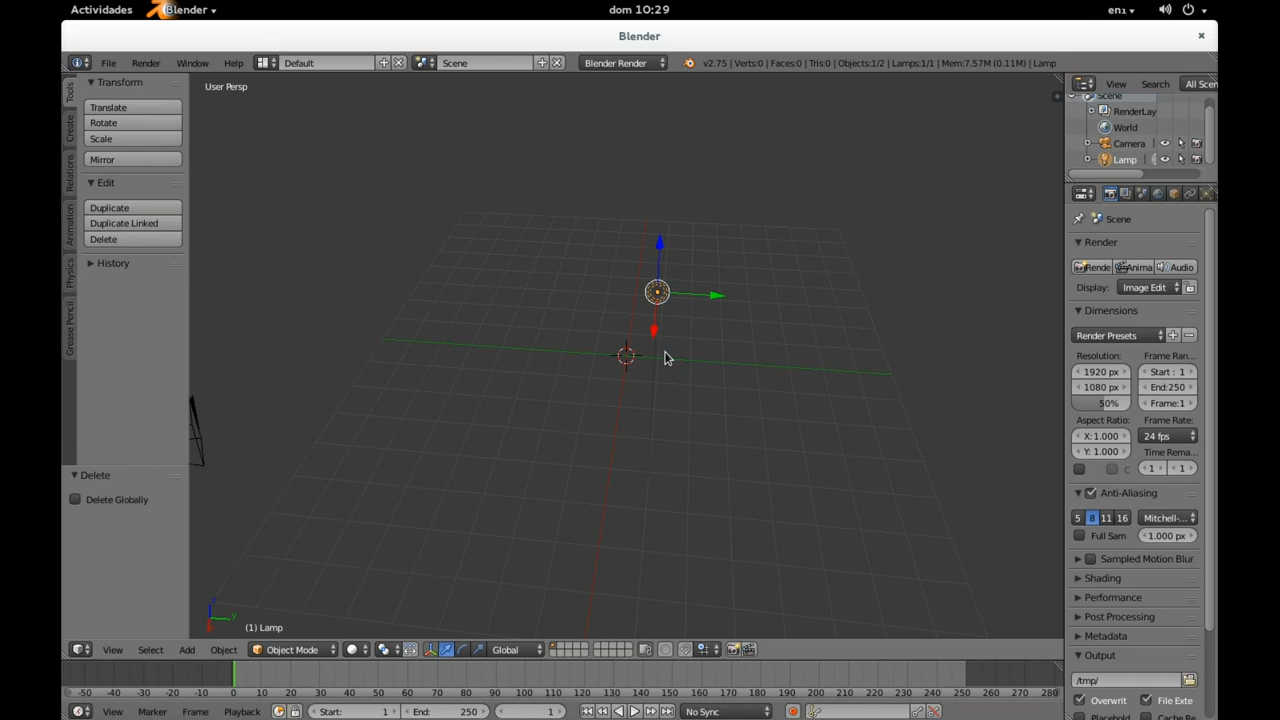 Actividades Blender dom 10:29 en1
Blender ×
File Render Window Help Default Scene Blender Render v2.75 | Verts:0 | Faces:0 | Tris:0 | Objects:1/2 | Lamps:1/1 | Mem:7.57M (0.11M) | Lamp
Tools
Create
Relations
Animation
Physics
Grease Pencil
Transform
Translate
Rotate
Scale
Mirror
Edit
Duplicate
Duplicate Linked
Delete
History
Delete
Delete Globally
User Persp
(1) Lamp
View Search All Scen
Scene
RenderLay
World
Camera
Lamp
Scene
Render
Rende Anima Audio
Display: Image Edit
Dimensions
Render Presets
Resolution: Frame Ran...
1920 px Start : 1
1080 px End:250
50% Frame:1
Aspect Ratio: Frame Rate:
X:1.000 24 fps
Y: 1.000 Time Rema...
C 1 1
Anti-Aliasing
5 8 11 16 Mitchell-...
Full Sam 1.000 px
Sampled Motion Blur
Shading
Performance
Post Processing
Metadata
Output
/tmp/
Overwrit File Exte
Placehold Cache Re
z
y
View Select Add Object Object Mode Global
-50 -40 -30 -20 -10 0 10 20 30 40 50 60 70 80 90 100 110 120 130 140 150 160 170 180 190 200 210 220 230 240 250 260 270 280
View Marker Frame Playback Start: 1 End: 250 1 No Sync